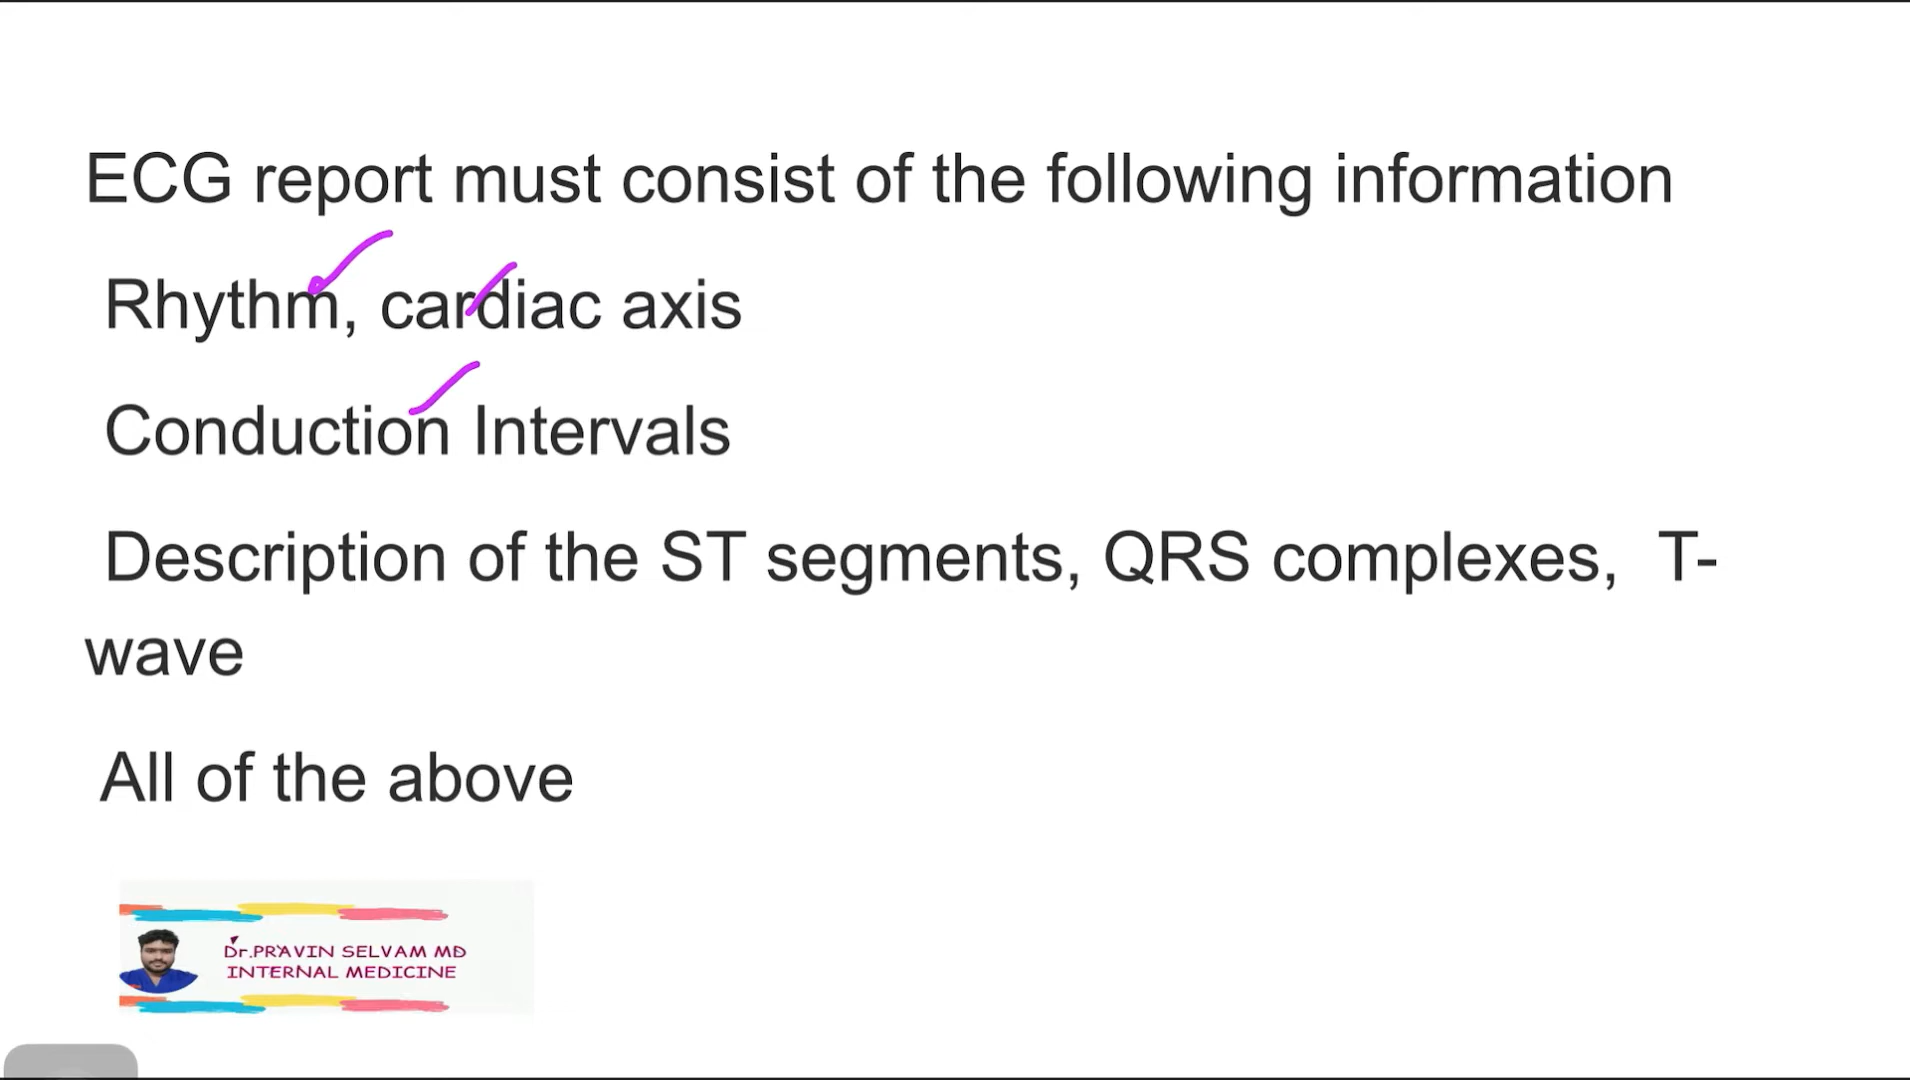 ECG report must consist of the following information
Rhythm, cardiac axis
Conduction Intervals
Description of the ST segments, QRS complexes, T-
wave
All of the above
Dr.PRAVIN SELVAM MD
INTERNAL MEDICINE